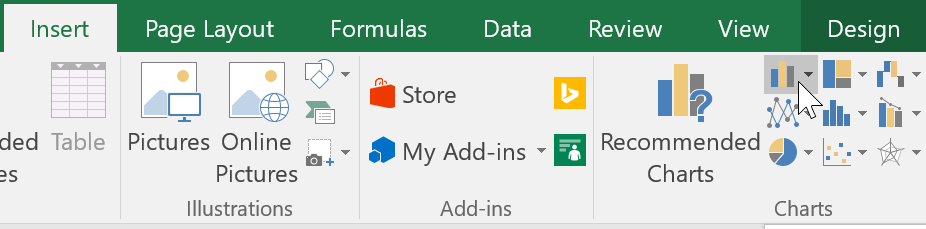 Insert Page Layout Formulas Data Review View Design
Store
ded Table Pictures Online Pictures My Add-ins Recommended Charts
es
Illustrations Add-ins Charts